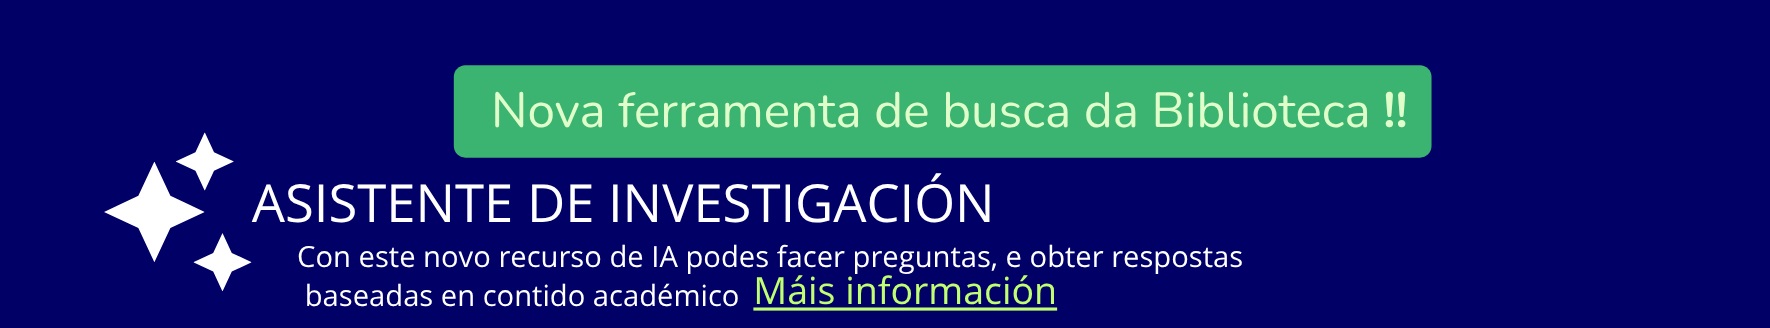 Nova ferramenta de busca da Biblioteca !!
ASISTENTE DE INVESTIGACIÓN
Con este novo recurso de IA podes facer preguntas, e obter respostas
baseadas en contido académico Máis información